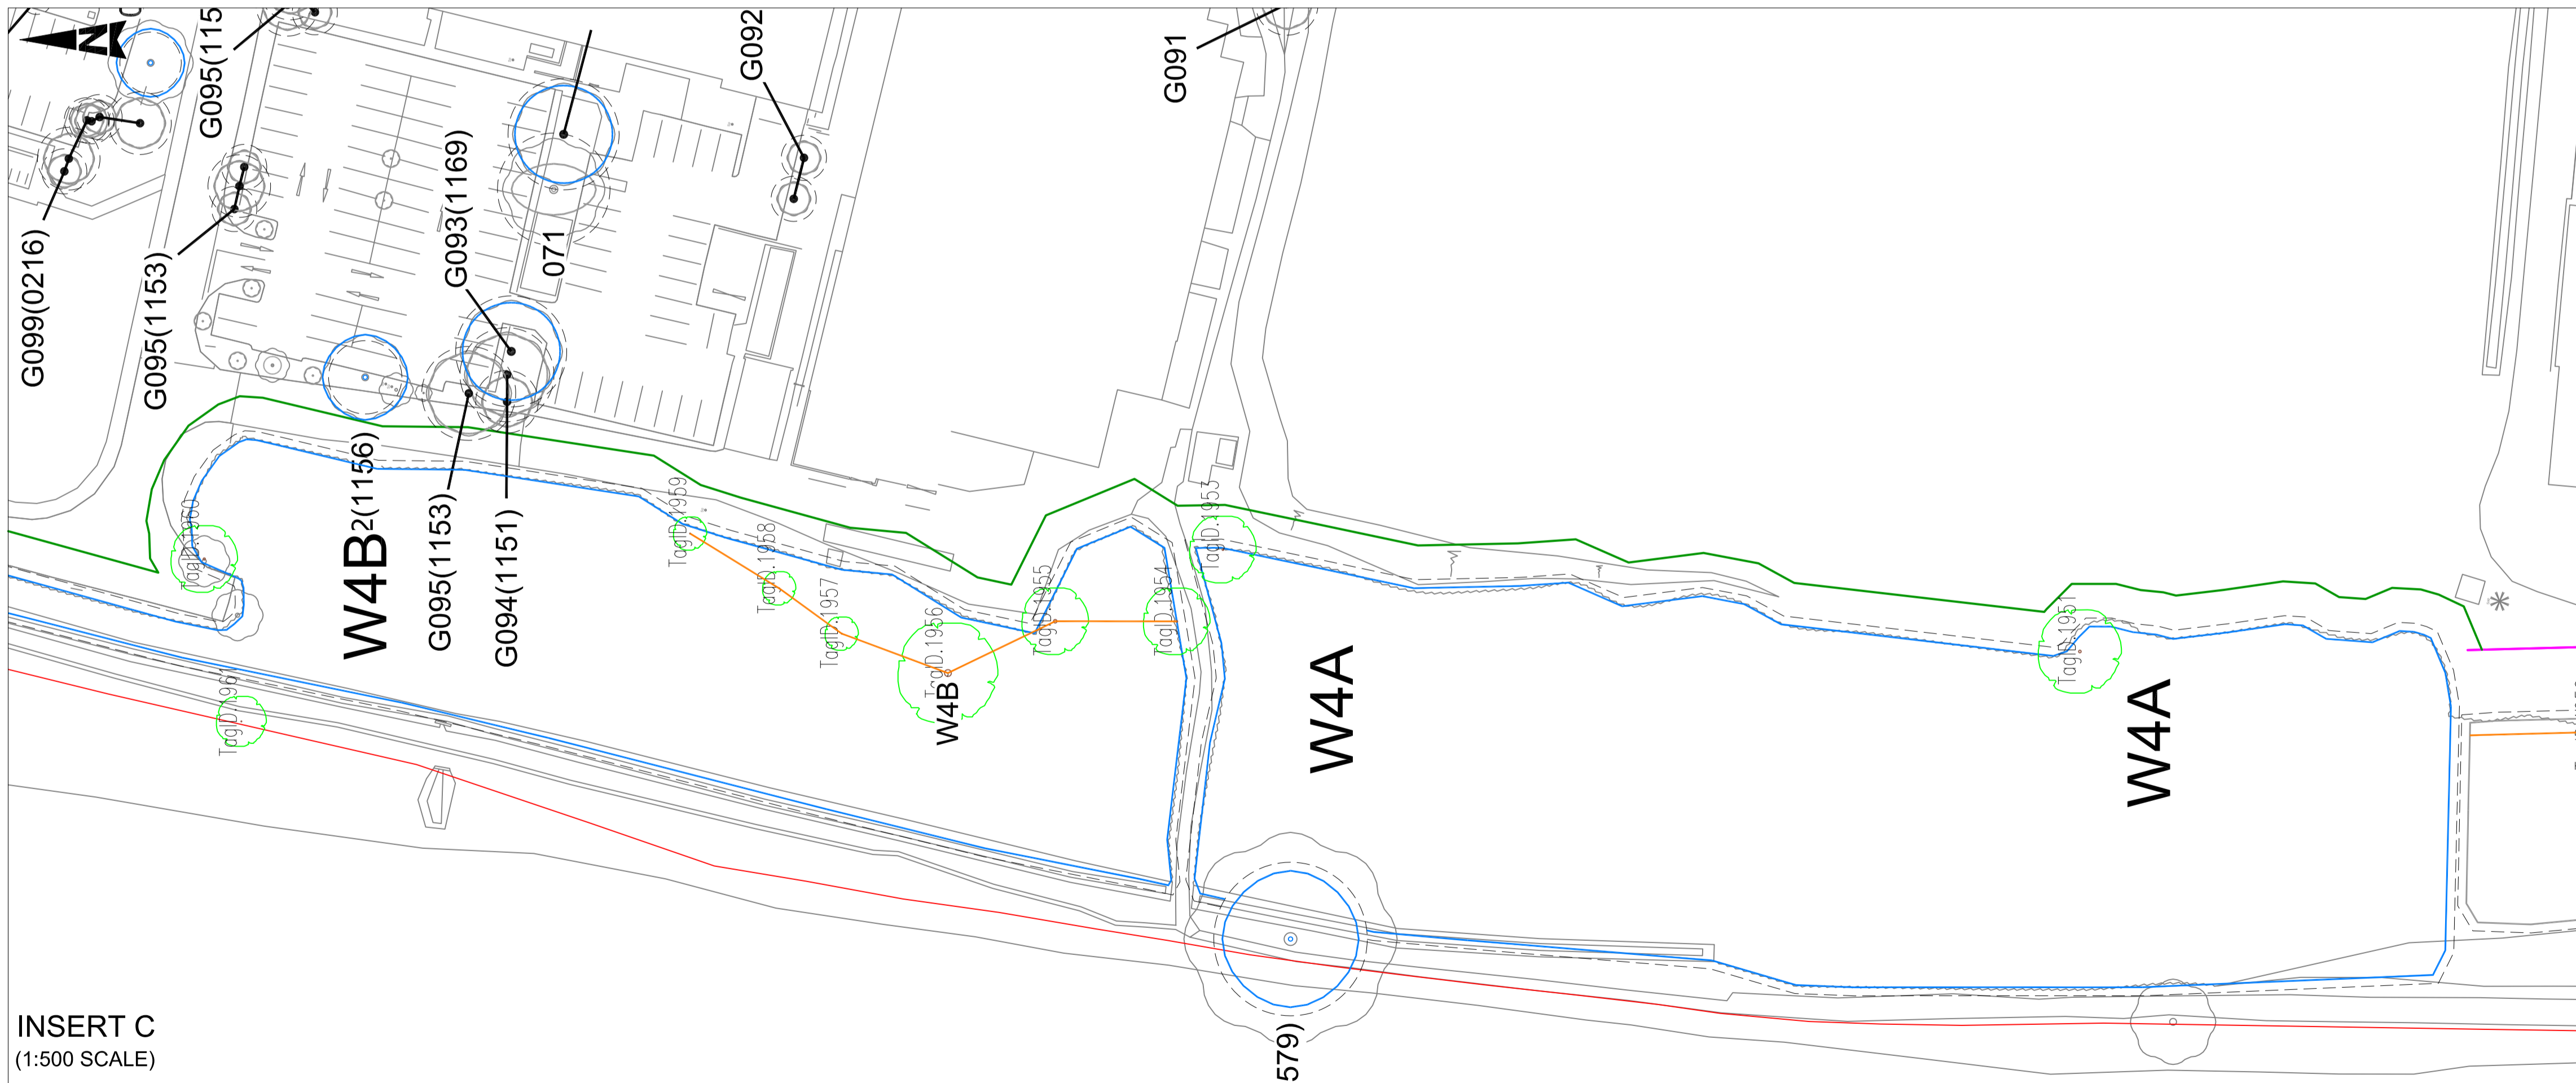 N
G095(115
G092
G091
G099(0216)
G095(1153)
G093(1169)
071
W4B2(1156)
G095(1153)
G094(1151)
TagID.1960
TagID.1959
TagID.1958
TagID.1957
TagID.1956
TagID.1955
TagID.1954
TagID.1953
TagID.1951
TagID.1961
W4B
W4A
W4A
579)
INSERT C
(1:500 SCALE)